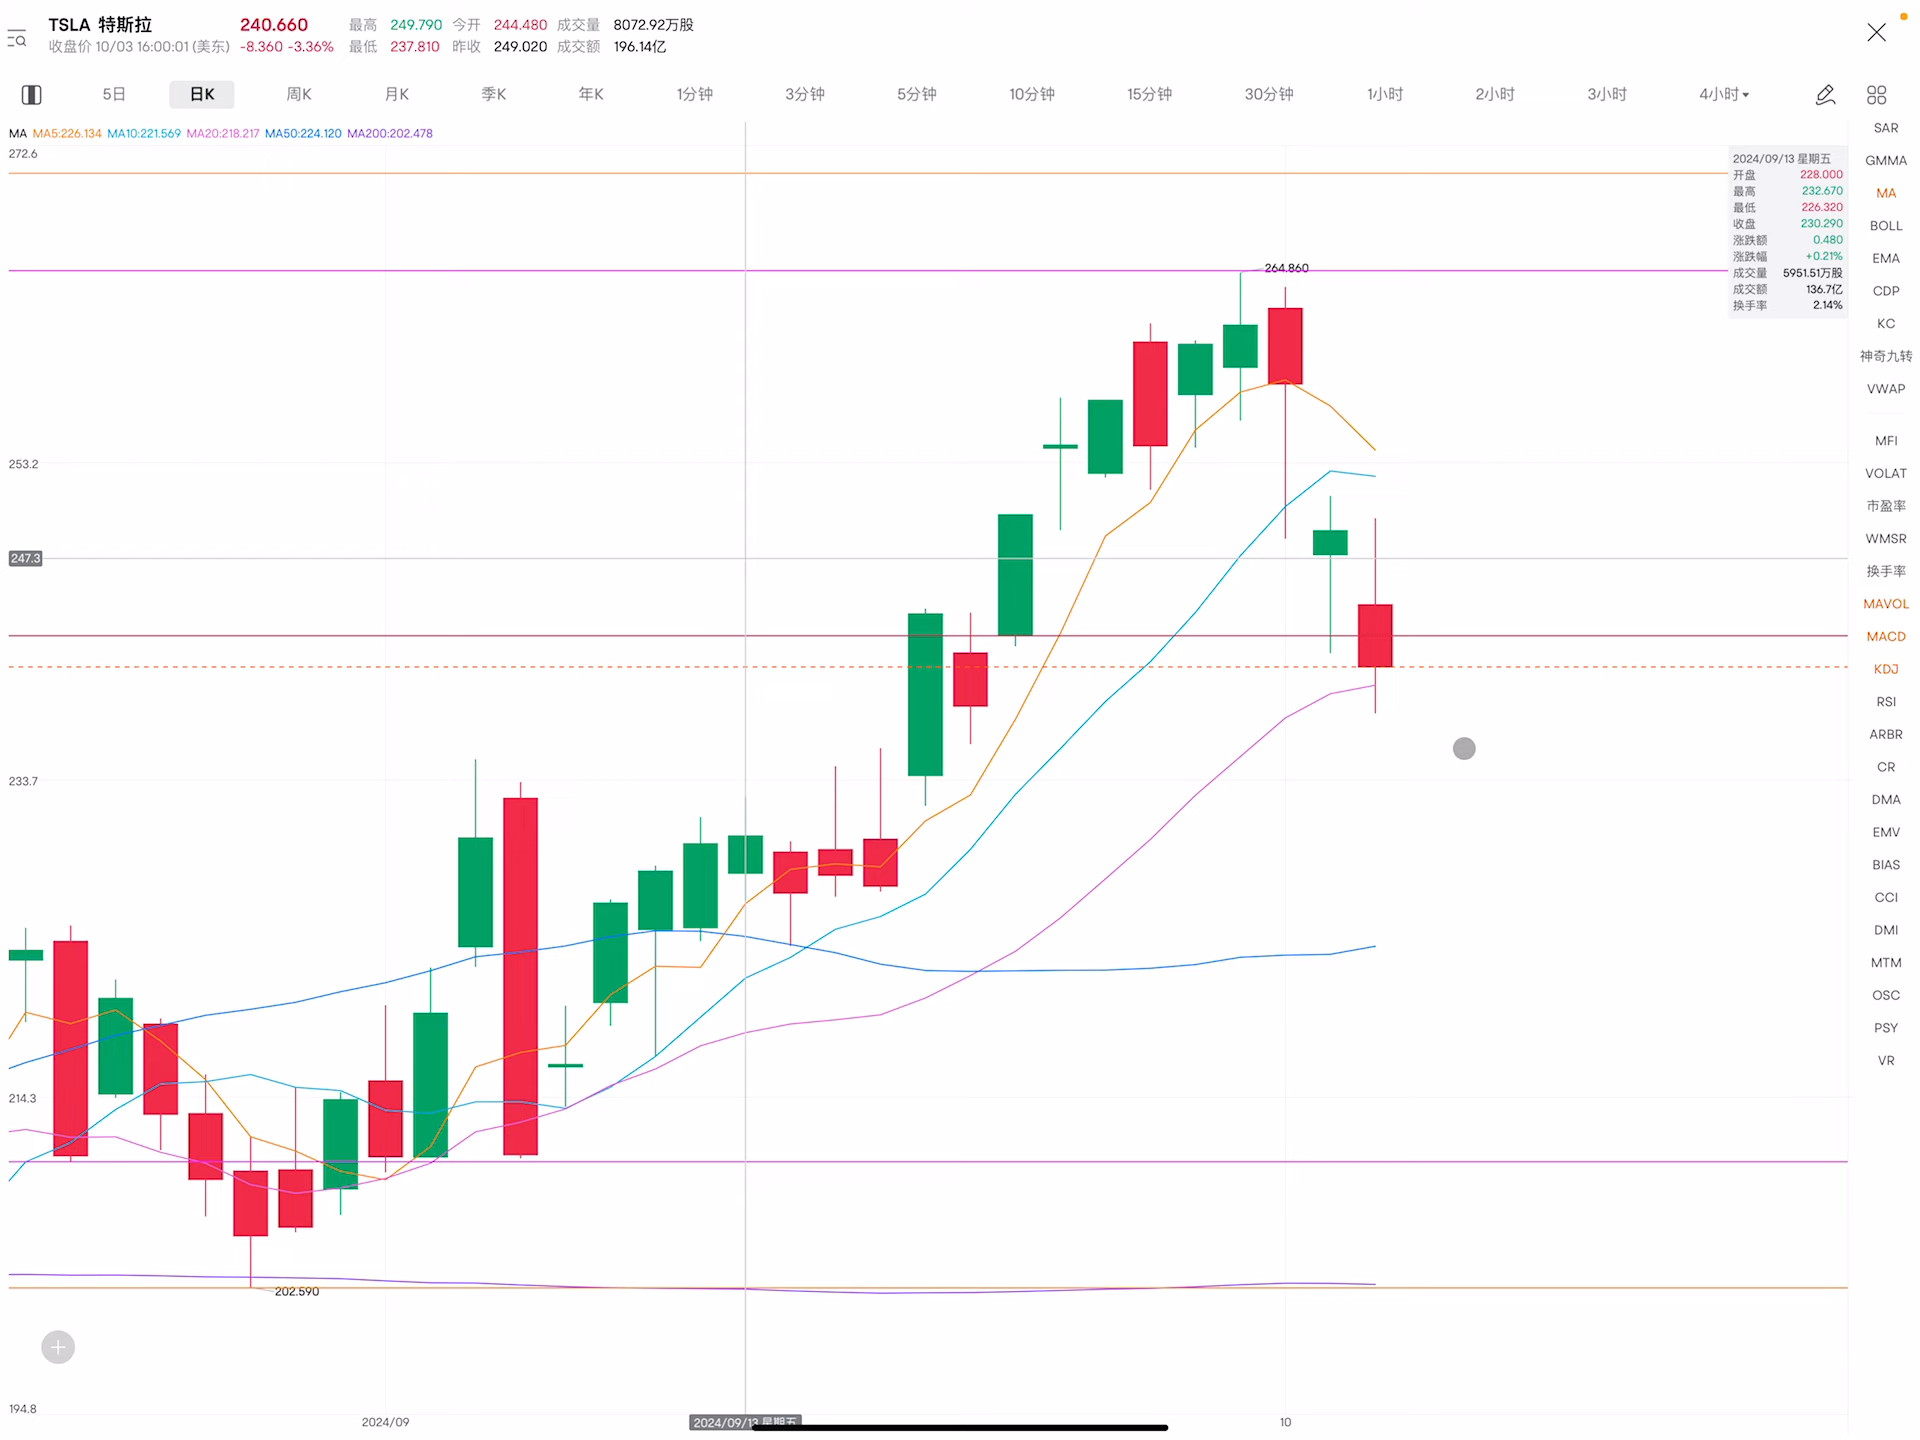 TSLA 特斯拉 240.660 最高 249.790 今开 244.480 成交量 8072.92万股
收盘价 10/03 16:00:01 (美东) -8.360 -3.36% 最低 237.810 昨收 249.020 成交额 196.14亿
5日 日K 周K 月K 季K 年K 1分钟 3分钟 5分钟 10分钟 15分钟 30分钟 1小时 2小时 3小时 4小时
MA MA5:226.134 MA10:221.569 MA20:218.217 MA50:224.120 MA200:202.478
272.6
253.2
247.3
233.7
214.3
194.8
264.860
202.590
2024/09/13 星期五
开盘 228.000
最高 232.670
最低 226.320
收盘 230.290
涨跌额 0.480
涨跌幅 +0.21%
成交量 5951.51万股
成交额 136.7亿
换手率 2.14%
SAR
GMMA
MA
BOLL
EMA
CDP
KC
神奇九转
VWAP
MFI
VOLAT
市盈率
WMSR
换手率
MAVOL
MACD
KDJ
RSI
ARBR
CR
DMA
EMV
BIAS
CCI
DMI
MTM
OSC
PSY
VR
2024/09 2024/09/13 星期五 10